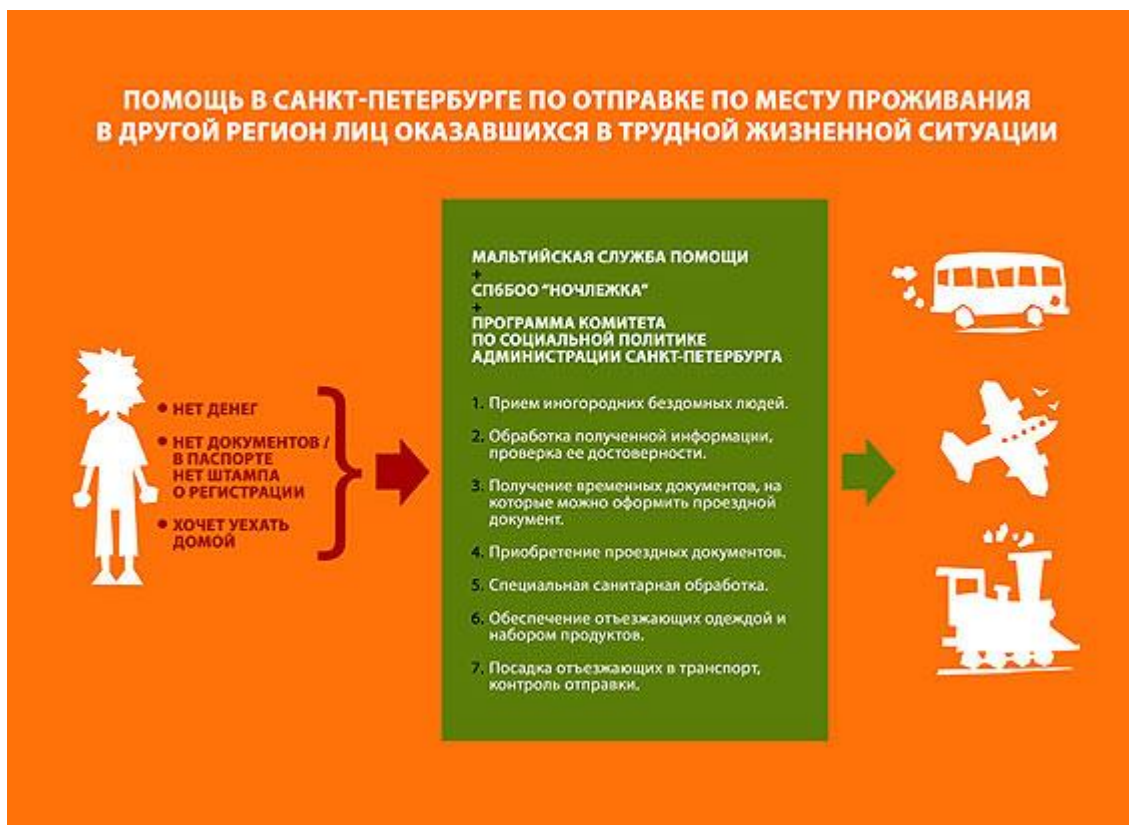 ПОМОЩЬ В САНКТ-ПЕТЕРБУРГЕ ПО ОТПРАВКЕ ПО МЕСТУ ПРОЖИВАНИЯ
В ДРУГОЙ РЕГИОН ЛИЦ ОКАЗАВШИХСЯ В ТРУДНОЙ ЖИЗНЕННОЙ СИТУАЦИИ
• НЕТ ДЕНЕГ
• НЕТ ДОКУМЕНТОВ /
В ПАСПОРТЕ
НЕТ ШТАМПА
О РЕГИСТРАЦИИ
• ХОЧЕТ УЕХАТЬ
ДОМОЙ
МАЛЬТИЙСКАЯ СЛУЖБА ПОМОЩИ
+
СПбБОО "НОЧЛЕЖКА"
+
ПРОГРАММА КОМИТЕТА
ПО СОЦИАЛЬНОЙ ПОЛИТИКЕ
АДМИНИСТРАЦИИ САНКТ-ПЕТЕРБУРГА
1. Прием иногородних бездомных людей.
2. Обработка полученной информации,
проверка ее достоверности.
3. Получение временных документов, на
которые можно оформить проездной
документ.
4. Приобретение проездных документов.
5. Специальная санитарная обработка.
6. Обеспечение отъезжающих одеждой и
набором продуктов.
7. Посадка отъезжающих в транспорт,
контроль отправки.